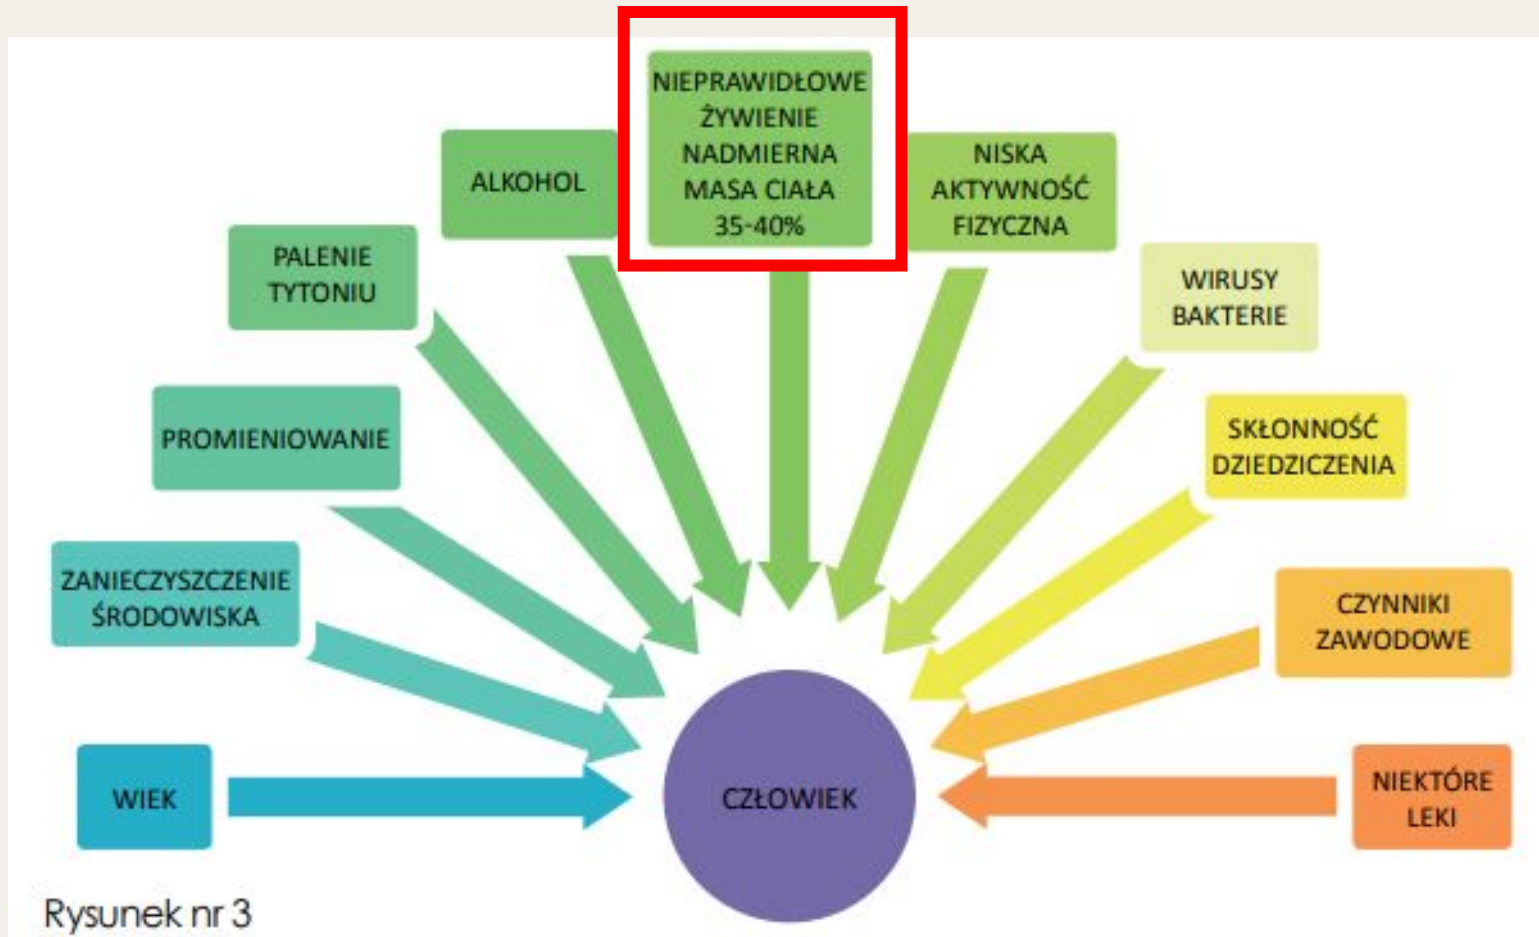 NIEPRAWIDŁOWE
ŻYWIENIE
NADMIERNA
MASA CIAŁA
35-40%
ALKOHOL
NISKA
AKTYWNOŚĆ
FIZYCZNA
PALENIE
TYTONIU
WIRUSY
BAKTERIE
PROMIENIOWANIE
SKŁONNOŚĆ
DZIEDZICZENIA
ZANIECZYSZCZENIE
ŚRODOWISKA
CZYNNIKI
ZAWODOWE
WIEK
CZŁOWIEK
NIEKTÓRE
LEKI
Rysunek nr 3